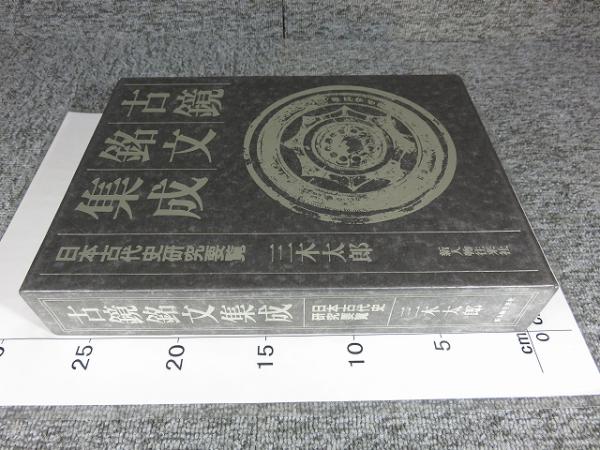 古鏡
銘文
集成
日本古代史研究要覧
三木太郎
新人物往来社
古鏡銘文集成
日本古代史
研究要覧
三木太郎
25
20
15
10
5
cm
0